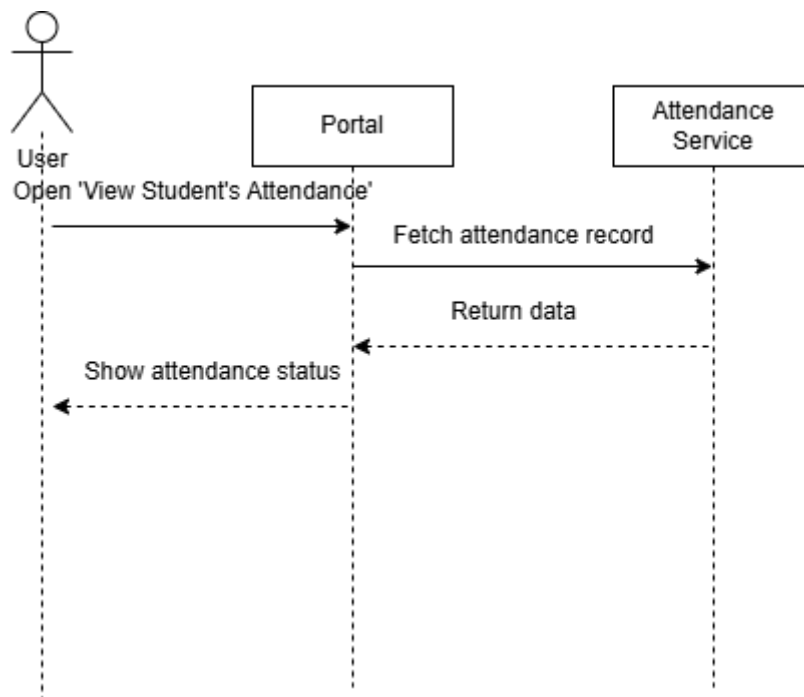 Portal
Attendance
Service
User
Open 'View Student's Attendance'
Fetch attendance record
Return data
Show attendance status